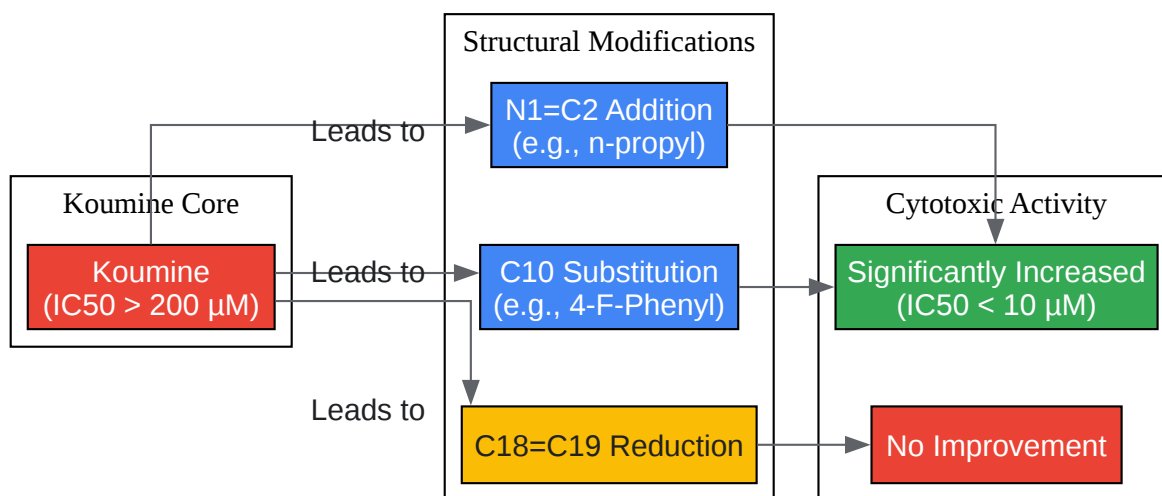 Structural Modifications
N1=C2 Addition
(e.g., n-propyl)
Leads to
Koumine Core
Cytotoxic Activity
Koumine
(IC50 > 200 µM)
Leads to
C10 Substitution
(e.g., 4-F-Phenyl)
Significantly Increased
(IC50 < 10 µM)
Leads to
C18=C19 Reduction
No Improvement